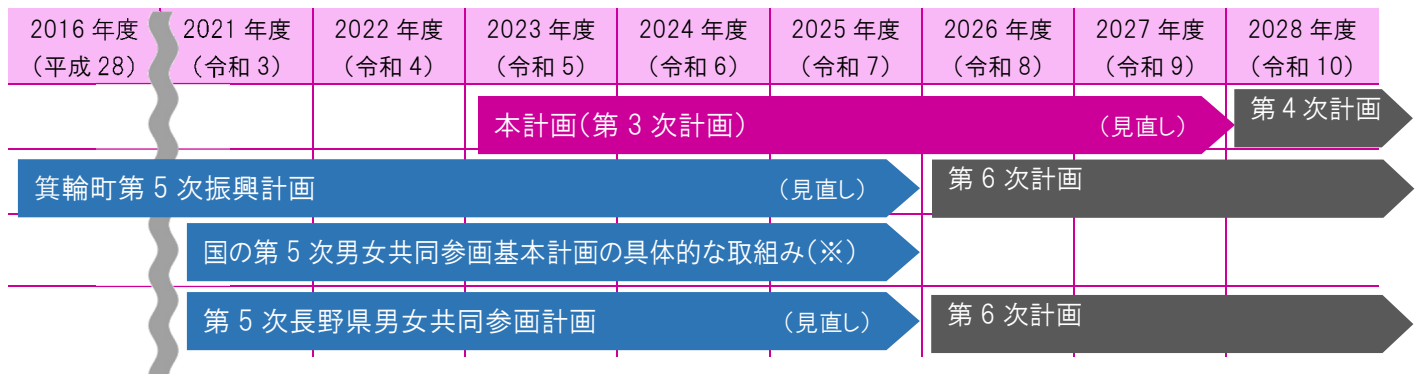 2016 年度 2021 年度 2022 年度 2023 年度 2024 年度 2025 年度 2026 年度 2027 年度 2028 年度
（平成 28） （令和 3） （令和 4） （令和 5） （令和 6） （令和 7） （令和 8） （令和 9） （令和 10）
本計画（第 3 次計画） （見直し） 第 4 次計画
箕輪町第 5 次振興計画 （見直し） 第 6 次計画
国の第 5 次男女共同参画基本計画の具体的な取組み（※）
第 5 次長野県男女共同参画計画 （見直し） 第 6 次計画